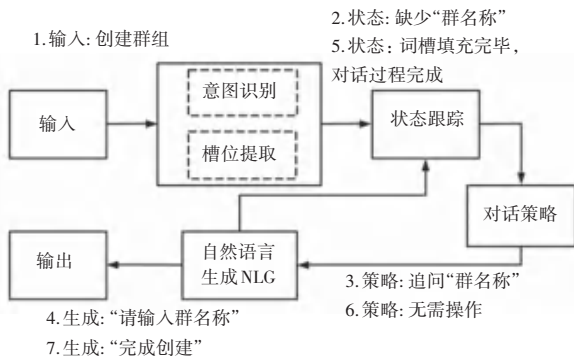 1.输入: 创建群组
2.状态: 缺少“群名称”
5.状态: 词槽填充完毕,
对话过程完成
输入
意图识别
槽位提取
状态跟踪
对话策略
输出
自然语言
生成NLG
3.策略: 追问“群名称”
6.策略: 无需操作
4.生成: “请输入群名称”
7.生成: “完成创建”